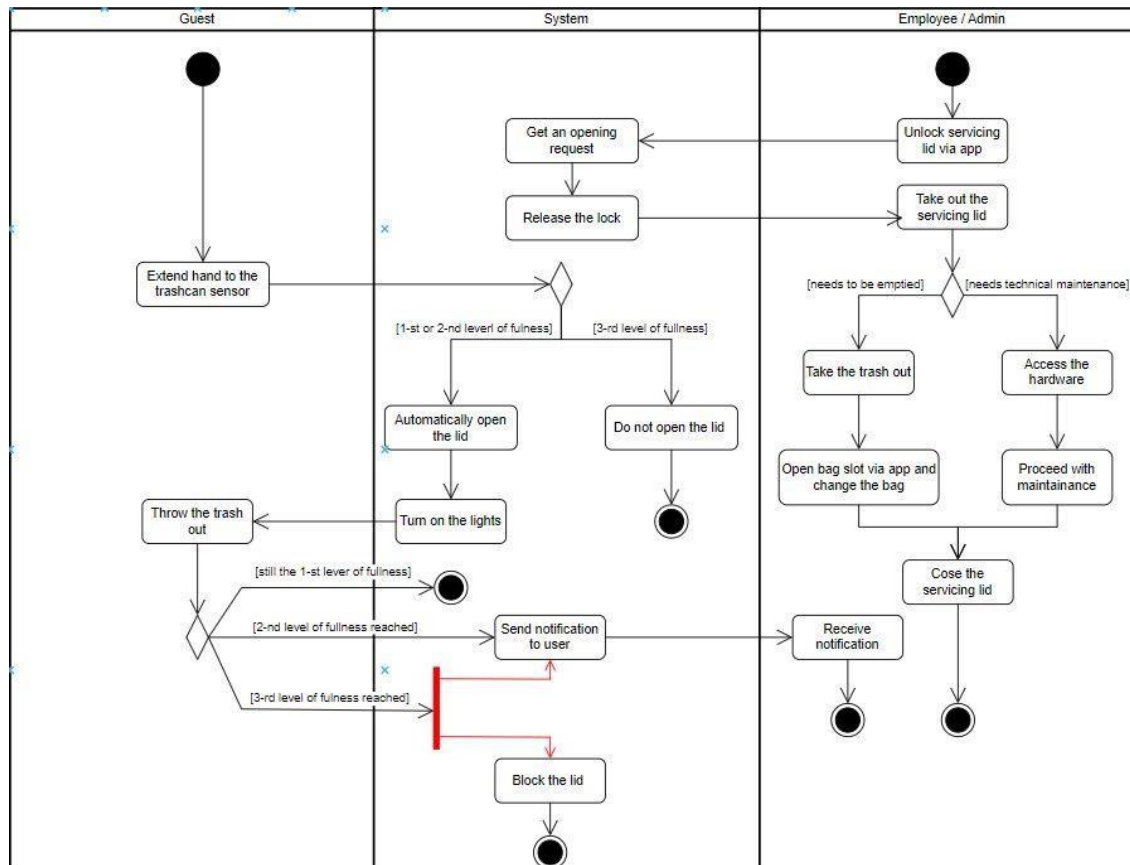 Guest
System
Employee / Admin
Get an opening
request
Unlock servicing
lid via app
Release the lock
Take out the
servicing lid
Extend hand to the
trashcan sensor
[needs to be emptied]
[needs technical maintenance]
[1-st or 2-nd leverl of fulness]
[3-rd level of fullness]
Take the trash out
Access the
hardware
Automatically open
the lid
Do not open the lid
Open bag slot via app and
change the bag
Proceed with
maintainance
Throw the trash
out
Turn on the lights
[still the 1-st lever of fullness]
Cose the
servicing lid
[2-nd level of fullness reached]
Send notification
to user
Receive
notification
[3-rd level of fulness reached]
Block the lid